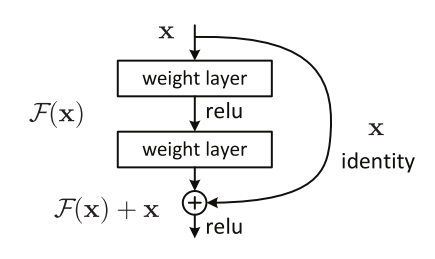 x
weight layer
relu
F(x)
weight layer
x
identity
F(x) + x
relu